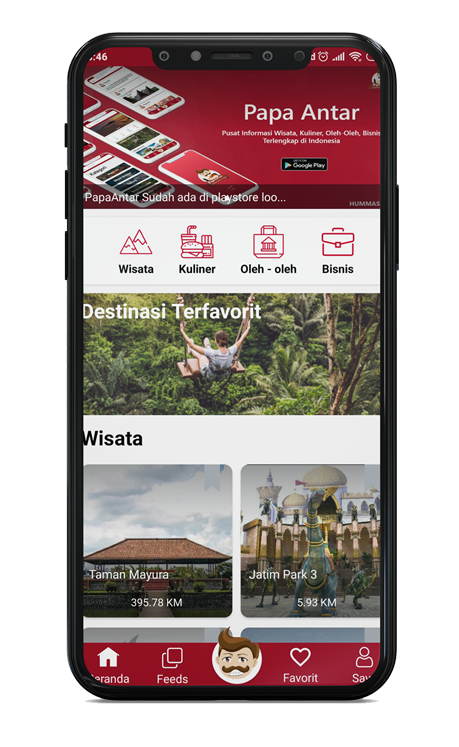 :46
Papa Antar
Pusat Informasi Wisata, Kuliner, Oleh-Oleh, Bisnis
Terlengkap di Indonesia
Google Play
PapaAntar Sudah ada di playstore loo...
HUMMAS
Wisata
Kuliner
Oleh - oleh
Bisnis
Destinasi Terfavorit
Wisata
Taman Mayura
395.78 KM
Jatim Park 3
5.93 KM
eranda
Feeds
Favorit
Say